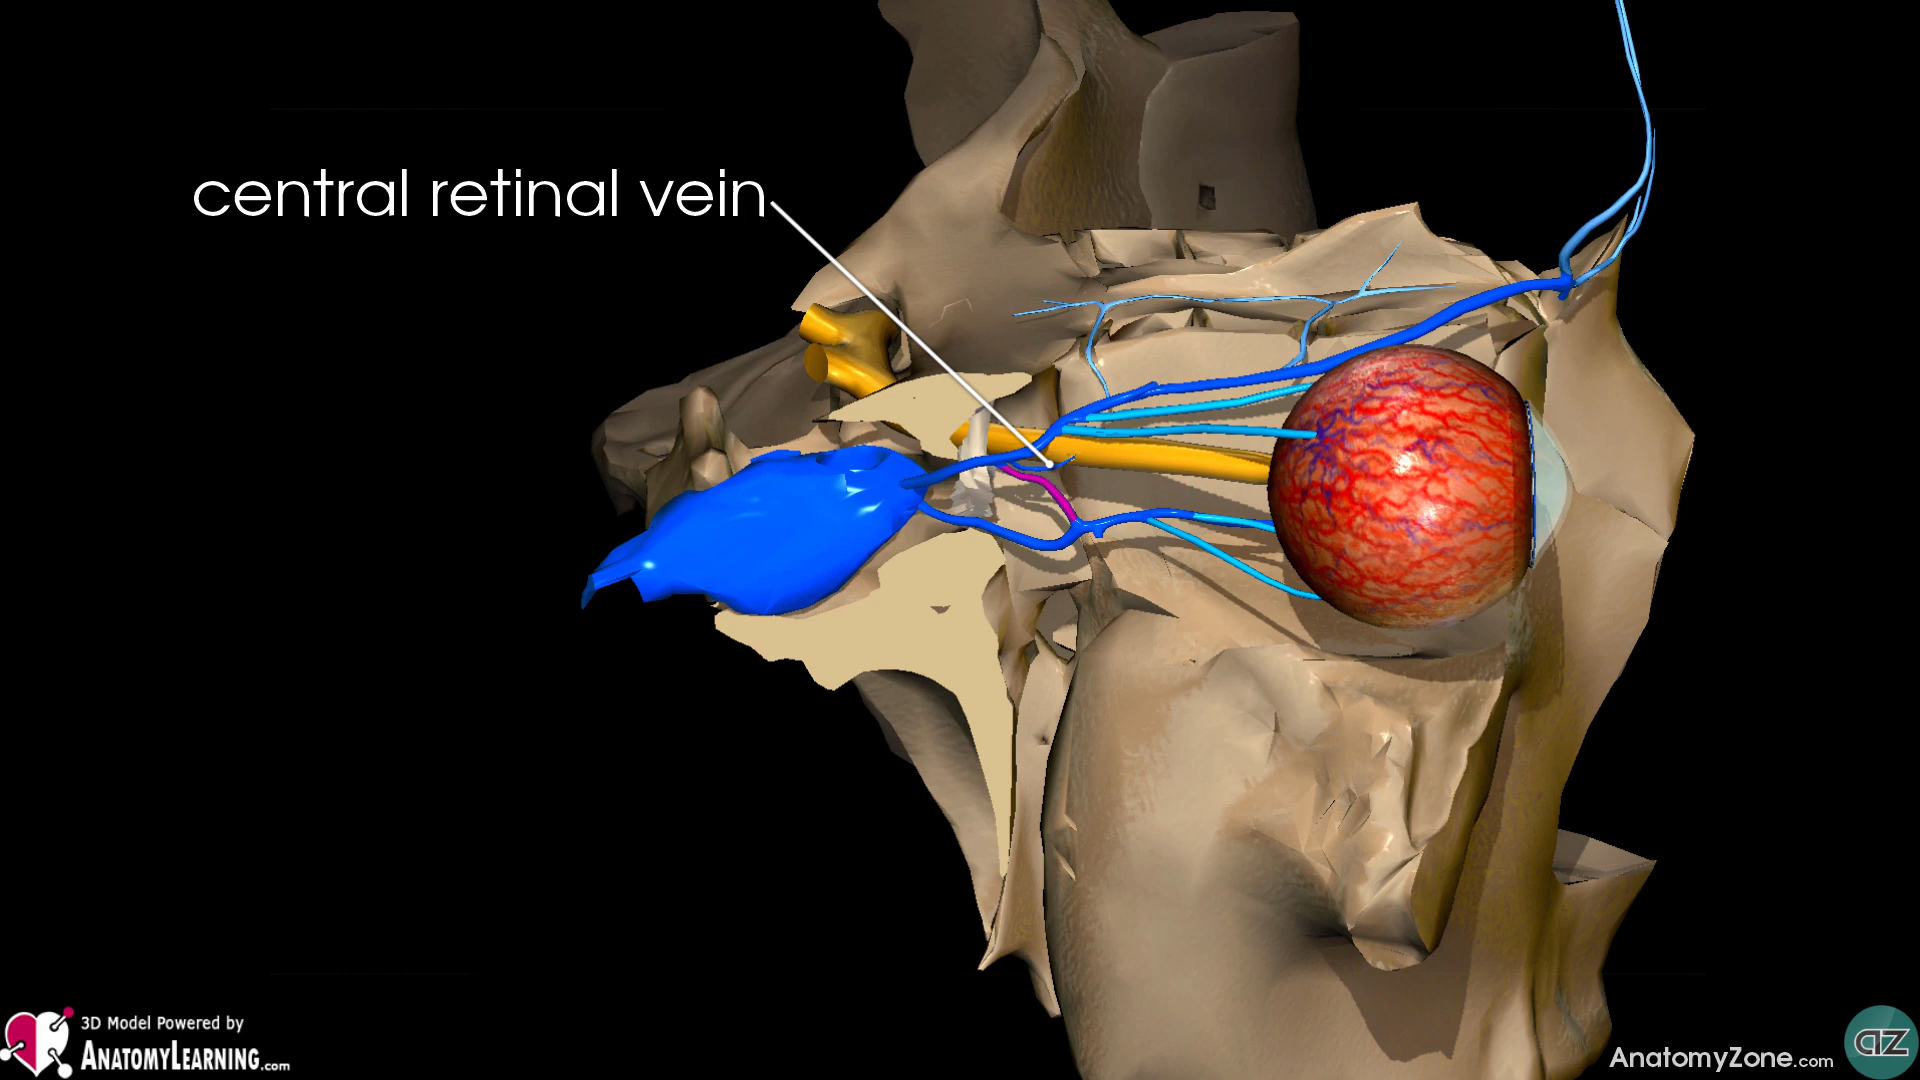 central retinal vein
3D Model Powered by
ANATOMYLEARNING.com
AnatomyZone.com
az